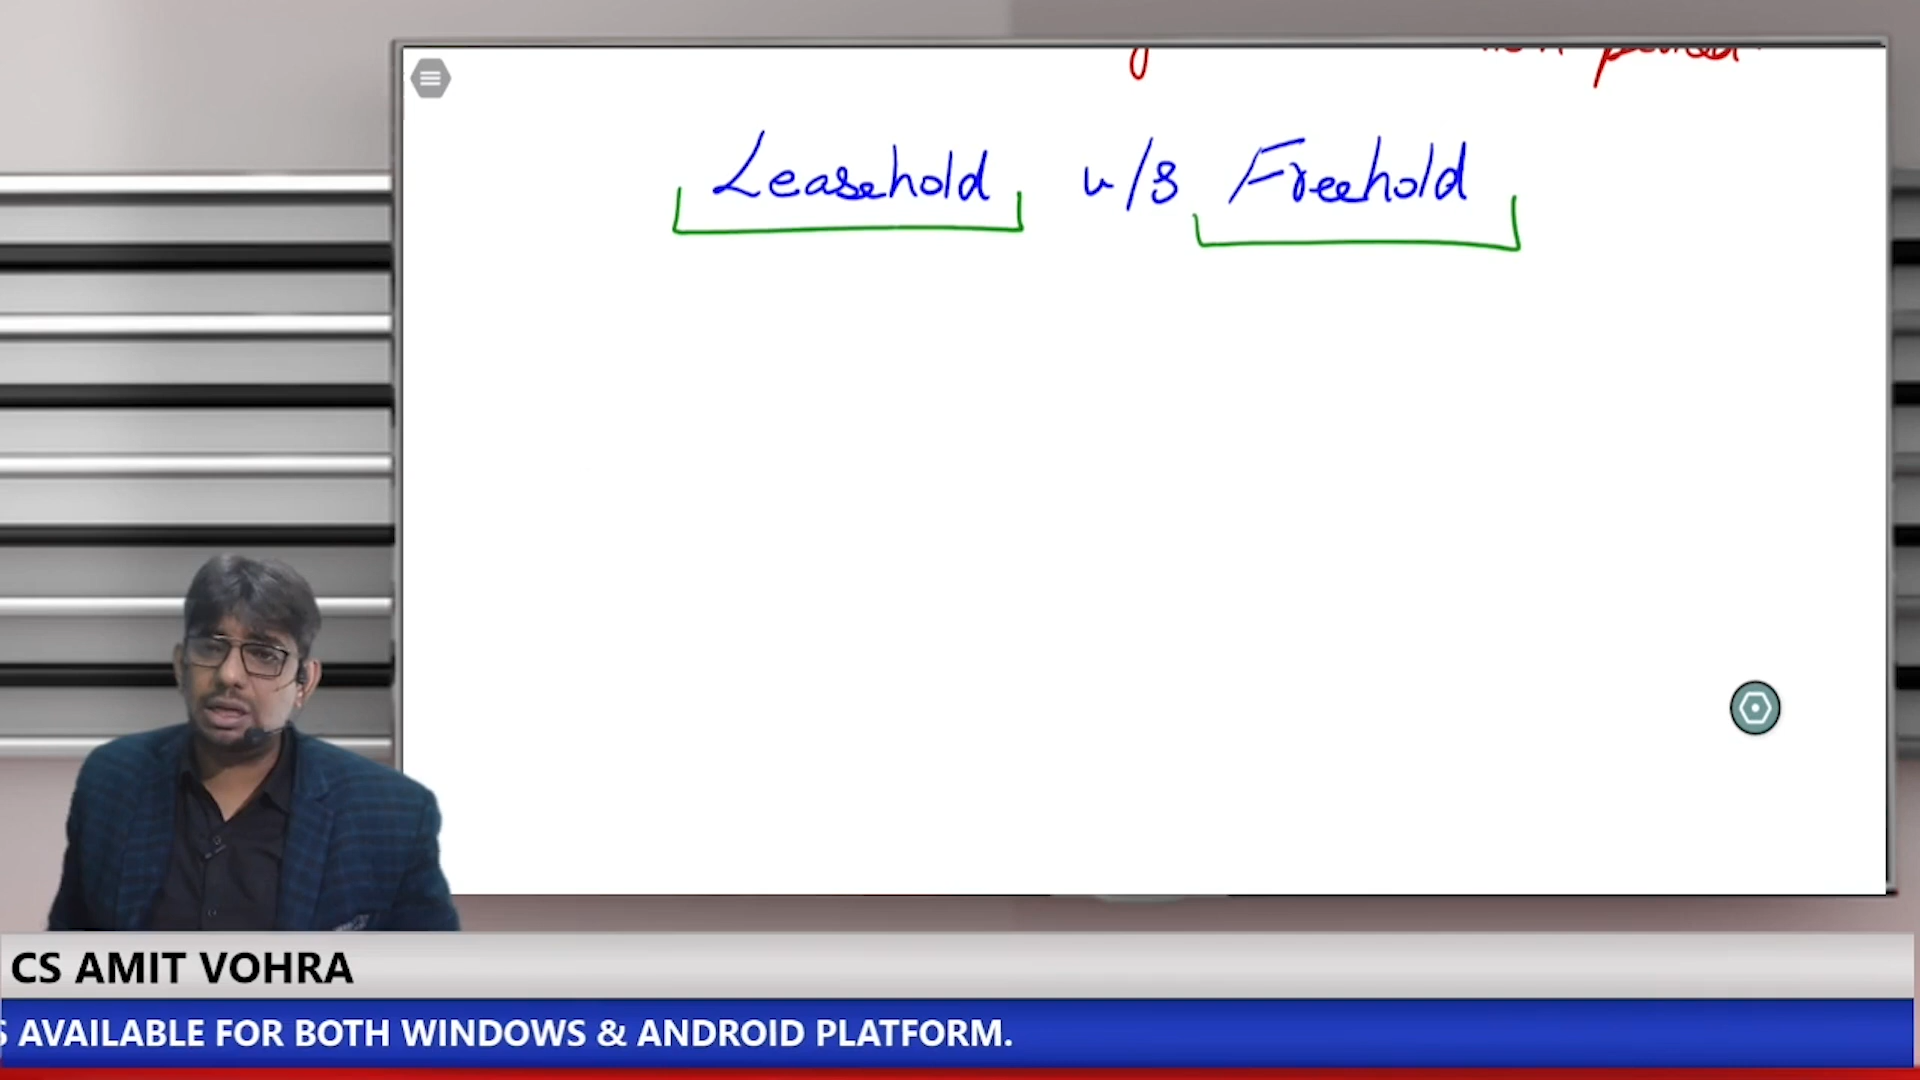 Leasehold v/s Freehold
CS AMIT VOHRA
AVAILABLE FOR BOTH WINDOWS & ANDROID PLATFORM.